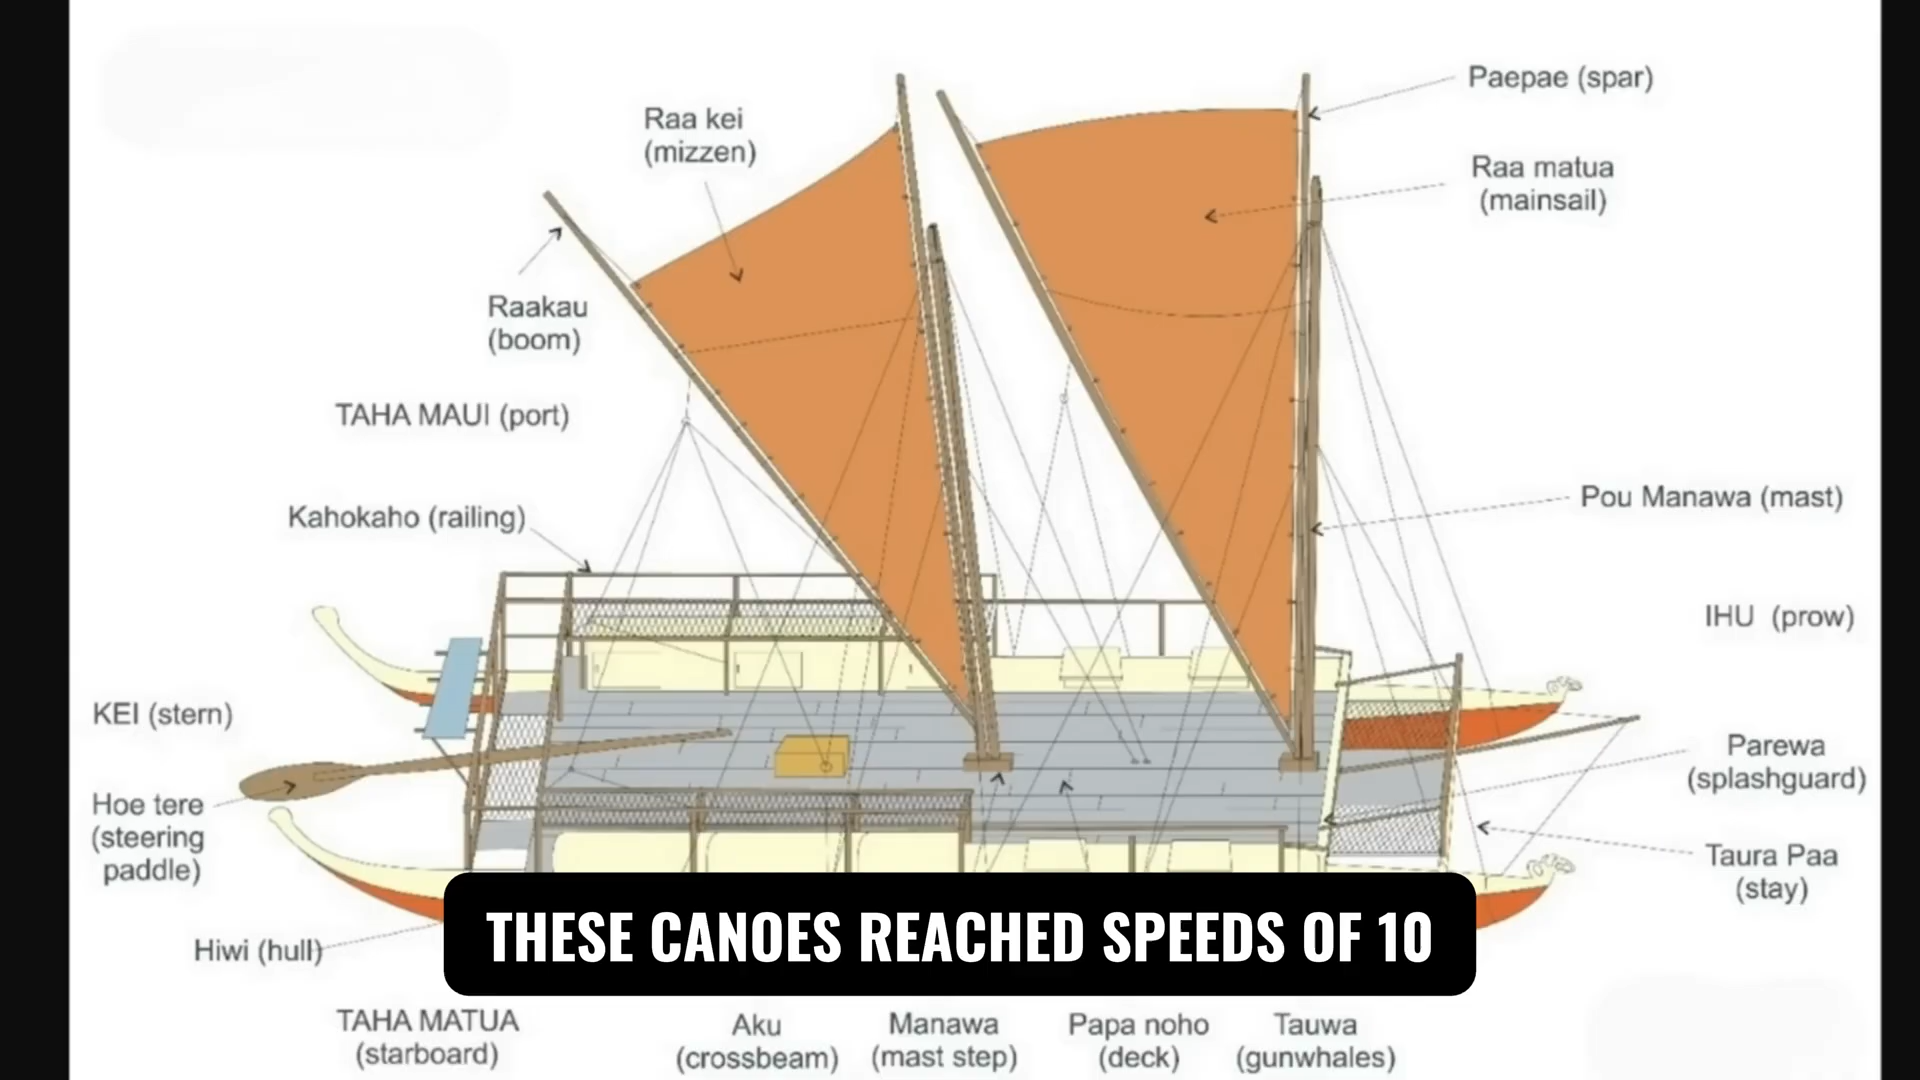 Paepae (spar)
Raa kei
(mizzen)
Raa matua
(mainsail)
Raakau
(boom)
TAHA MAUI (port)
Pou Manawa (mast)
Kahokaho (railing)
IHU (prow)
KEI (stern)
Parewa
(splashguard)
Hoe tere
(steering
paddle)
Taura Paa
(stay)
Hiwi (hull)
THESE CANOES REACHED SPEEDS OF 10
TAHA MATUA
(starboard)
Aku
(crossbeam)
Manawa
(mast step)
Papa noho
(deck)
Tauwa
(gunwhales)